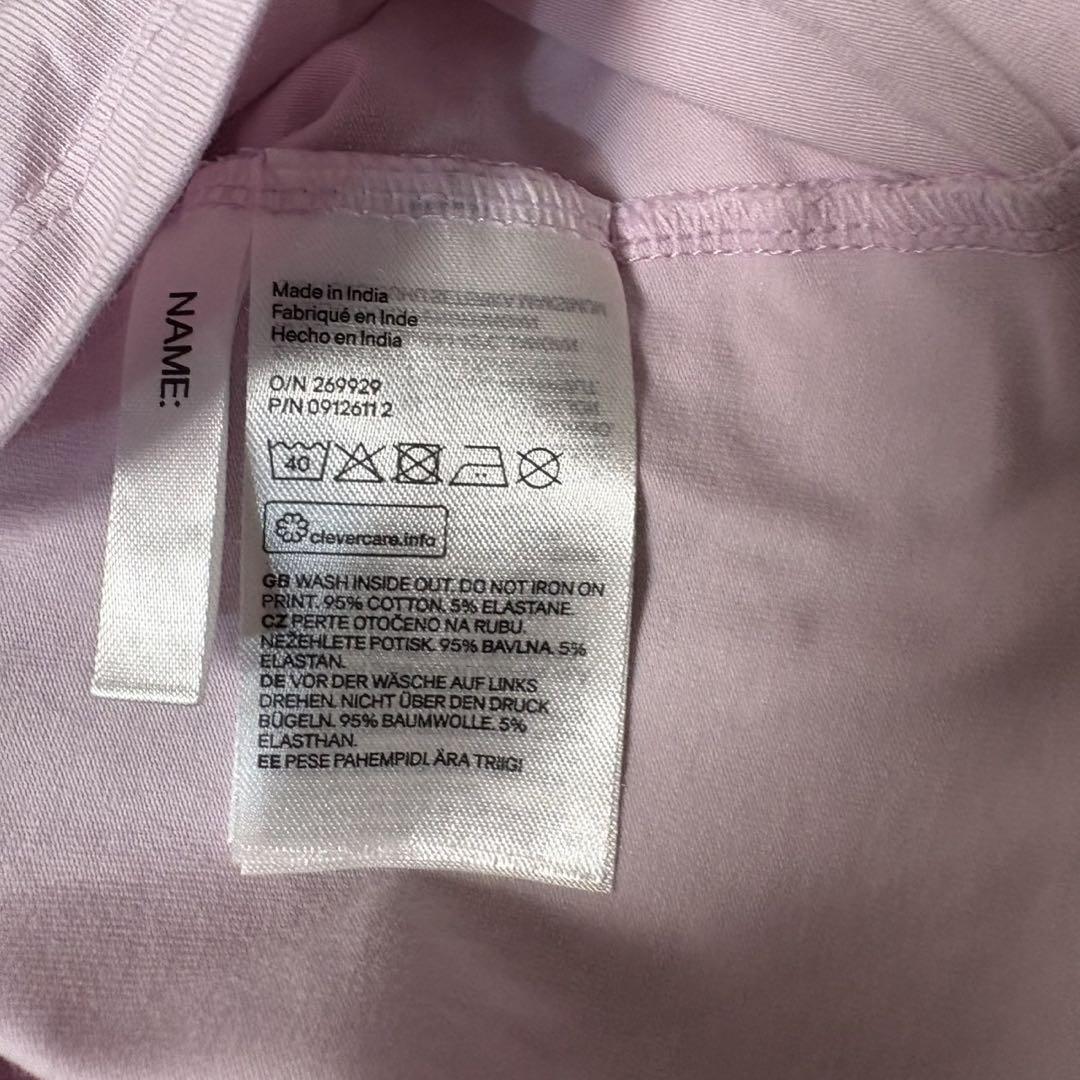 NAME:
Made in India
Fabriqué en Inde
Hecho en India
O/N 269929
P/N 0912611 2
40
clevercare.info
GB WASH INSIDE OUT. DO NOT IRON ON
PRINT. 95% COTTON. 5% ELASTANE
CZ PERTE OTOČENO NA RUBU.
NEŽEHLETE POTISK. 95% BAVLNA. 5%
ELASTAN.
DE VOR DER WÄSCHE AUF LINKS
DREHEN. NICHT ÜBER DEN DRUCK
BÜGELN. 95% BAUMWOLLE. 5%
ELASTHAN.
EE PESE PAHEMPIDI. ÄRA TRIIGI